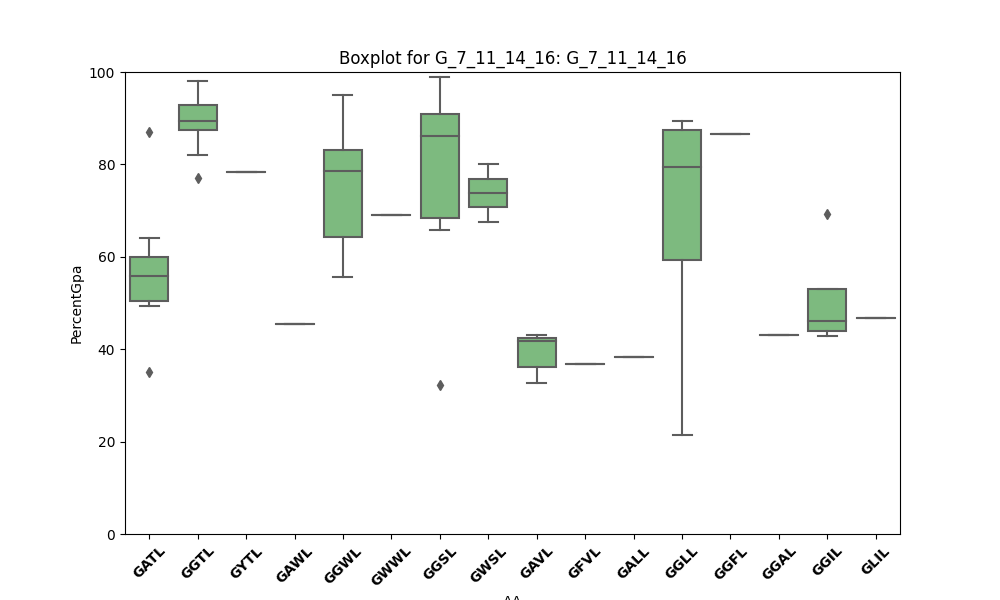 Boxplot for G_7_11_14_16: G_7_11_14_16
100
80
60
40
20
0
PercentGpa
GATL GGTL GYTL GAWL GGWL GWWL GGSL GWSL GAVL GFVL GALL GGLL GGFL GGAL GGIL GLIL
AA